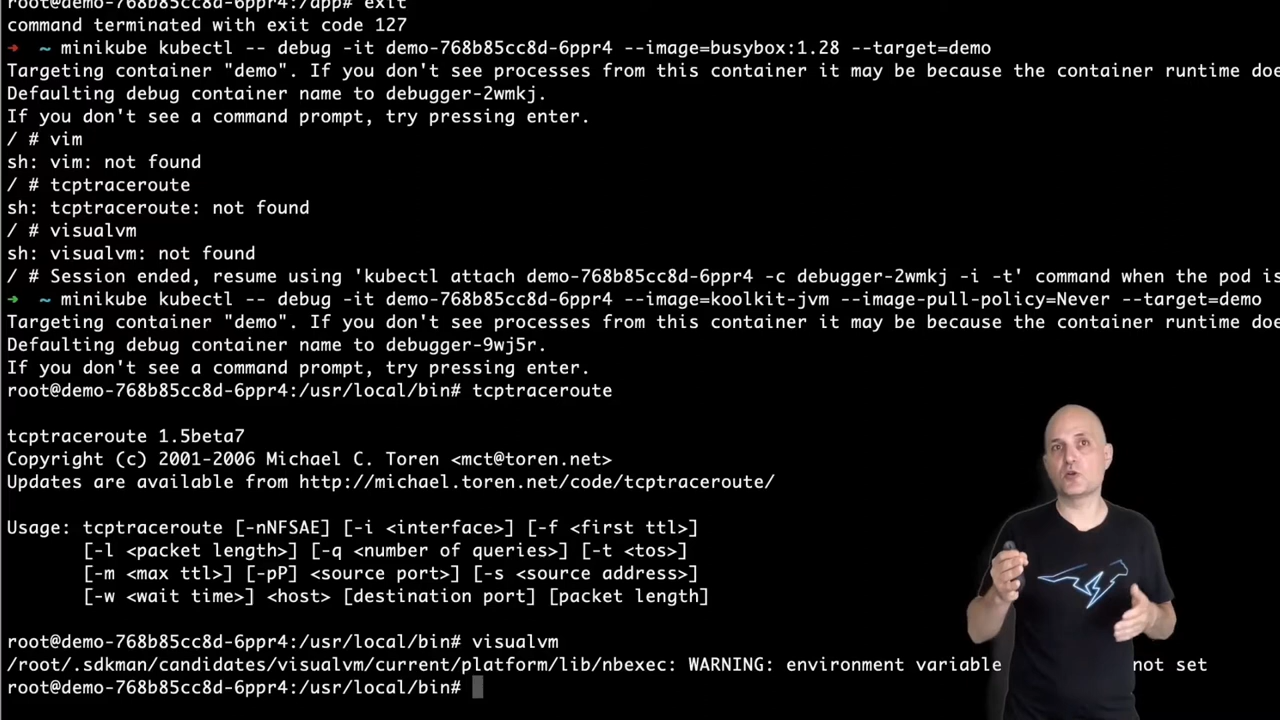 root@demo-768b85cc8d-6ppr4:/app# exit
command terminated with exit code 127
➜ ~ minikube kubectl -- debug -it demo-768b85cc8d-6ppr4 --image=busybox:1.28 --target=demo
Targeting container "demo". If you don't see processes from this container it may be because the container runtime doe
Defaulting debug container name to debugger-2wmkj.
If you don't see a command prompt, try pressing enter.
/ # vim
sh: vim: not found
/ # tcptraceroute
sh: tcptraceroute: not found
/ # visualvm
sh: visualvm: not found
/ # Session ended, resume using 'kubectl attach demo-768b85cc8d-6ppr4 -c debugger-2wmkj -i -t' command when the pod is
➜ ~ minikube kubectl -- debug -it demo-768b85cc8d-6ppr4 --image=koolkit-jvm --image-pull-policy=Never --target=demo
Targeting container "demo". If you don't see processes from this container it may be because the container runtime doe
Defaulting debug container name to debugger-9wj5r.
If you don't see a command prompt, try pressing enter.
root@demo-768b85cc8d-6ppr4:/usr/local/bin# tcptraceroute
tcptraceroute 1.5beta7
Copyright (c) 2001-2006 Michael C. Toren <mct@toren.net>
Updates are available from http://michael.toren.net/code/tcptraceroute/
Usage: tcptraceroute [-nNFSAE] [-i <interface>] [-f <first ttl>]
[-l <packet length>] [-q <number of queries>] [-t <tos>]
[-m <max ttl>] [-pP] <source port>] [-s <source address>]
[-w <wait time>] <host> [destination port] [packet length]
root@demo-768b85cc8d-6ppr4:/usr/local/bin# visualvm
/root/.sdkman/candidates/visualvm/current/platform/lib/nbexec: WARNING: environment variable not set
root@demo-768b85cc8d-6ppr4:/usr/local/bin#